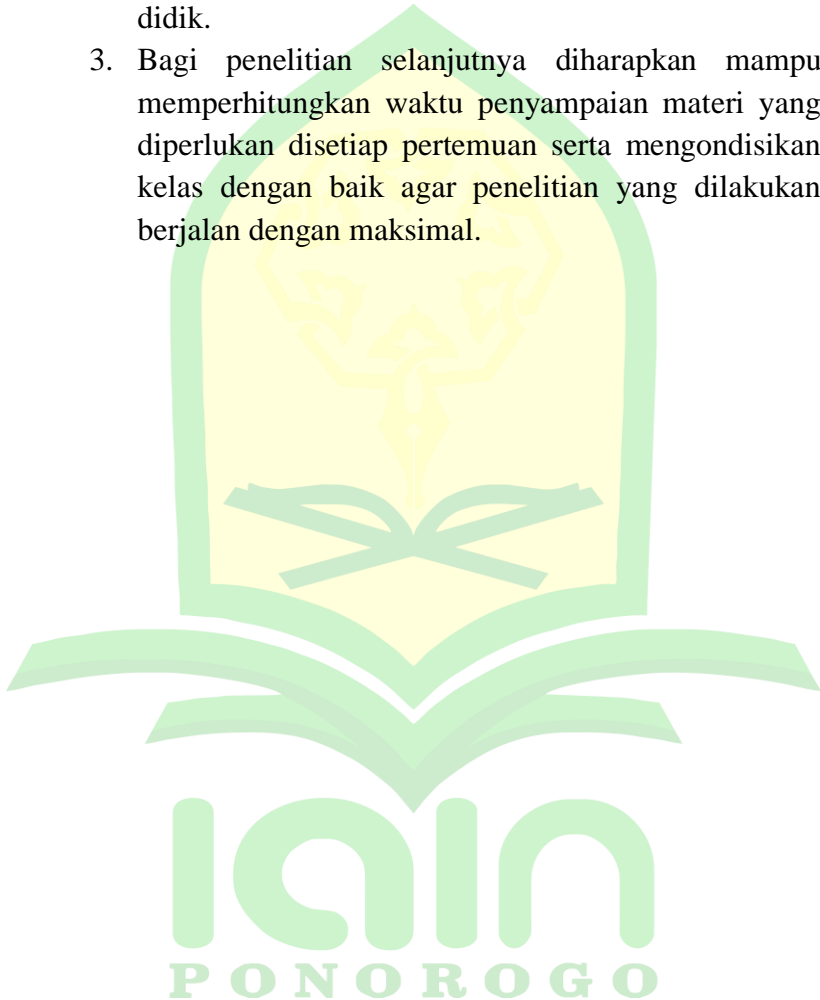 didik.
3. Bagi penelitian selanjutnya diharapkan mampu
memperhitungkan waktu penyampaian materi yang
diperlukan disetiap pertemuan serta mengondisikan
kelas dengan baik agar penelitian yang dilakukan
berjalan dengan maksimal.
iain
PONOROGO